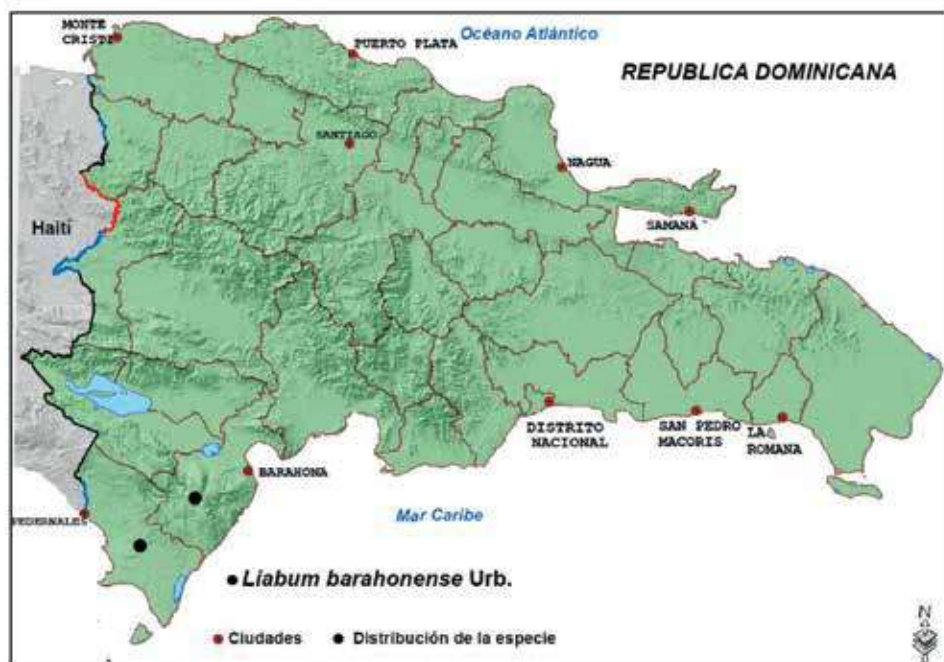 MONTE
CRISTI
PUERTO PLATA
Océano Atlántico
REPUBLICA DOMINICANA
SANTIAGO
NAGUA
Haití
SAMANA
DISTRITO
NACIONAL
SAN PEDRO
MACORIS
LA
ROMANA
BARAHONA
PEDERNALES
Mar Caribe
Liabum barahonense Urb.
Ciudades
Distribución de la especie
N